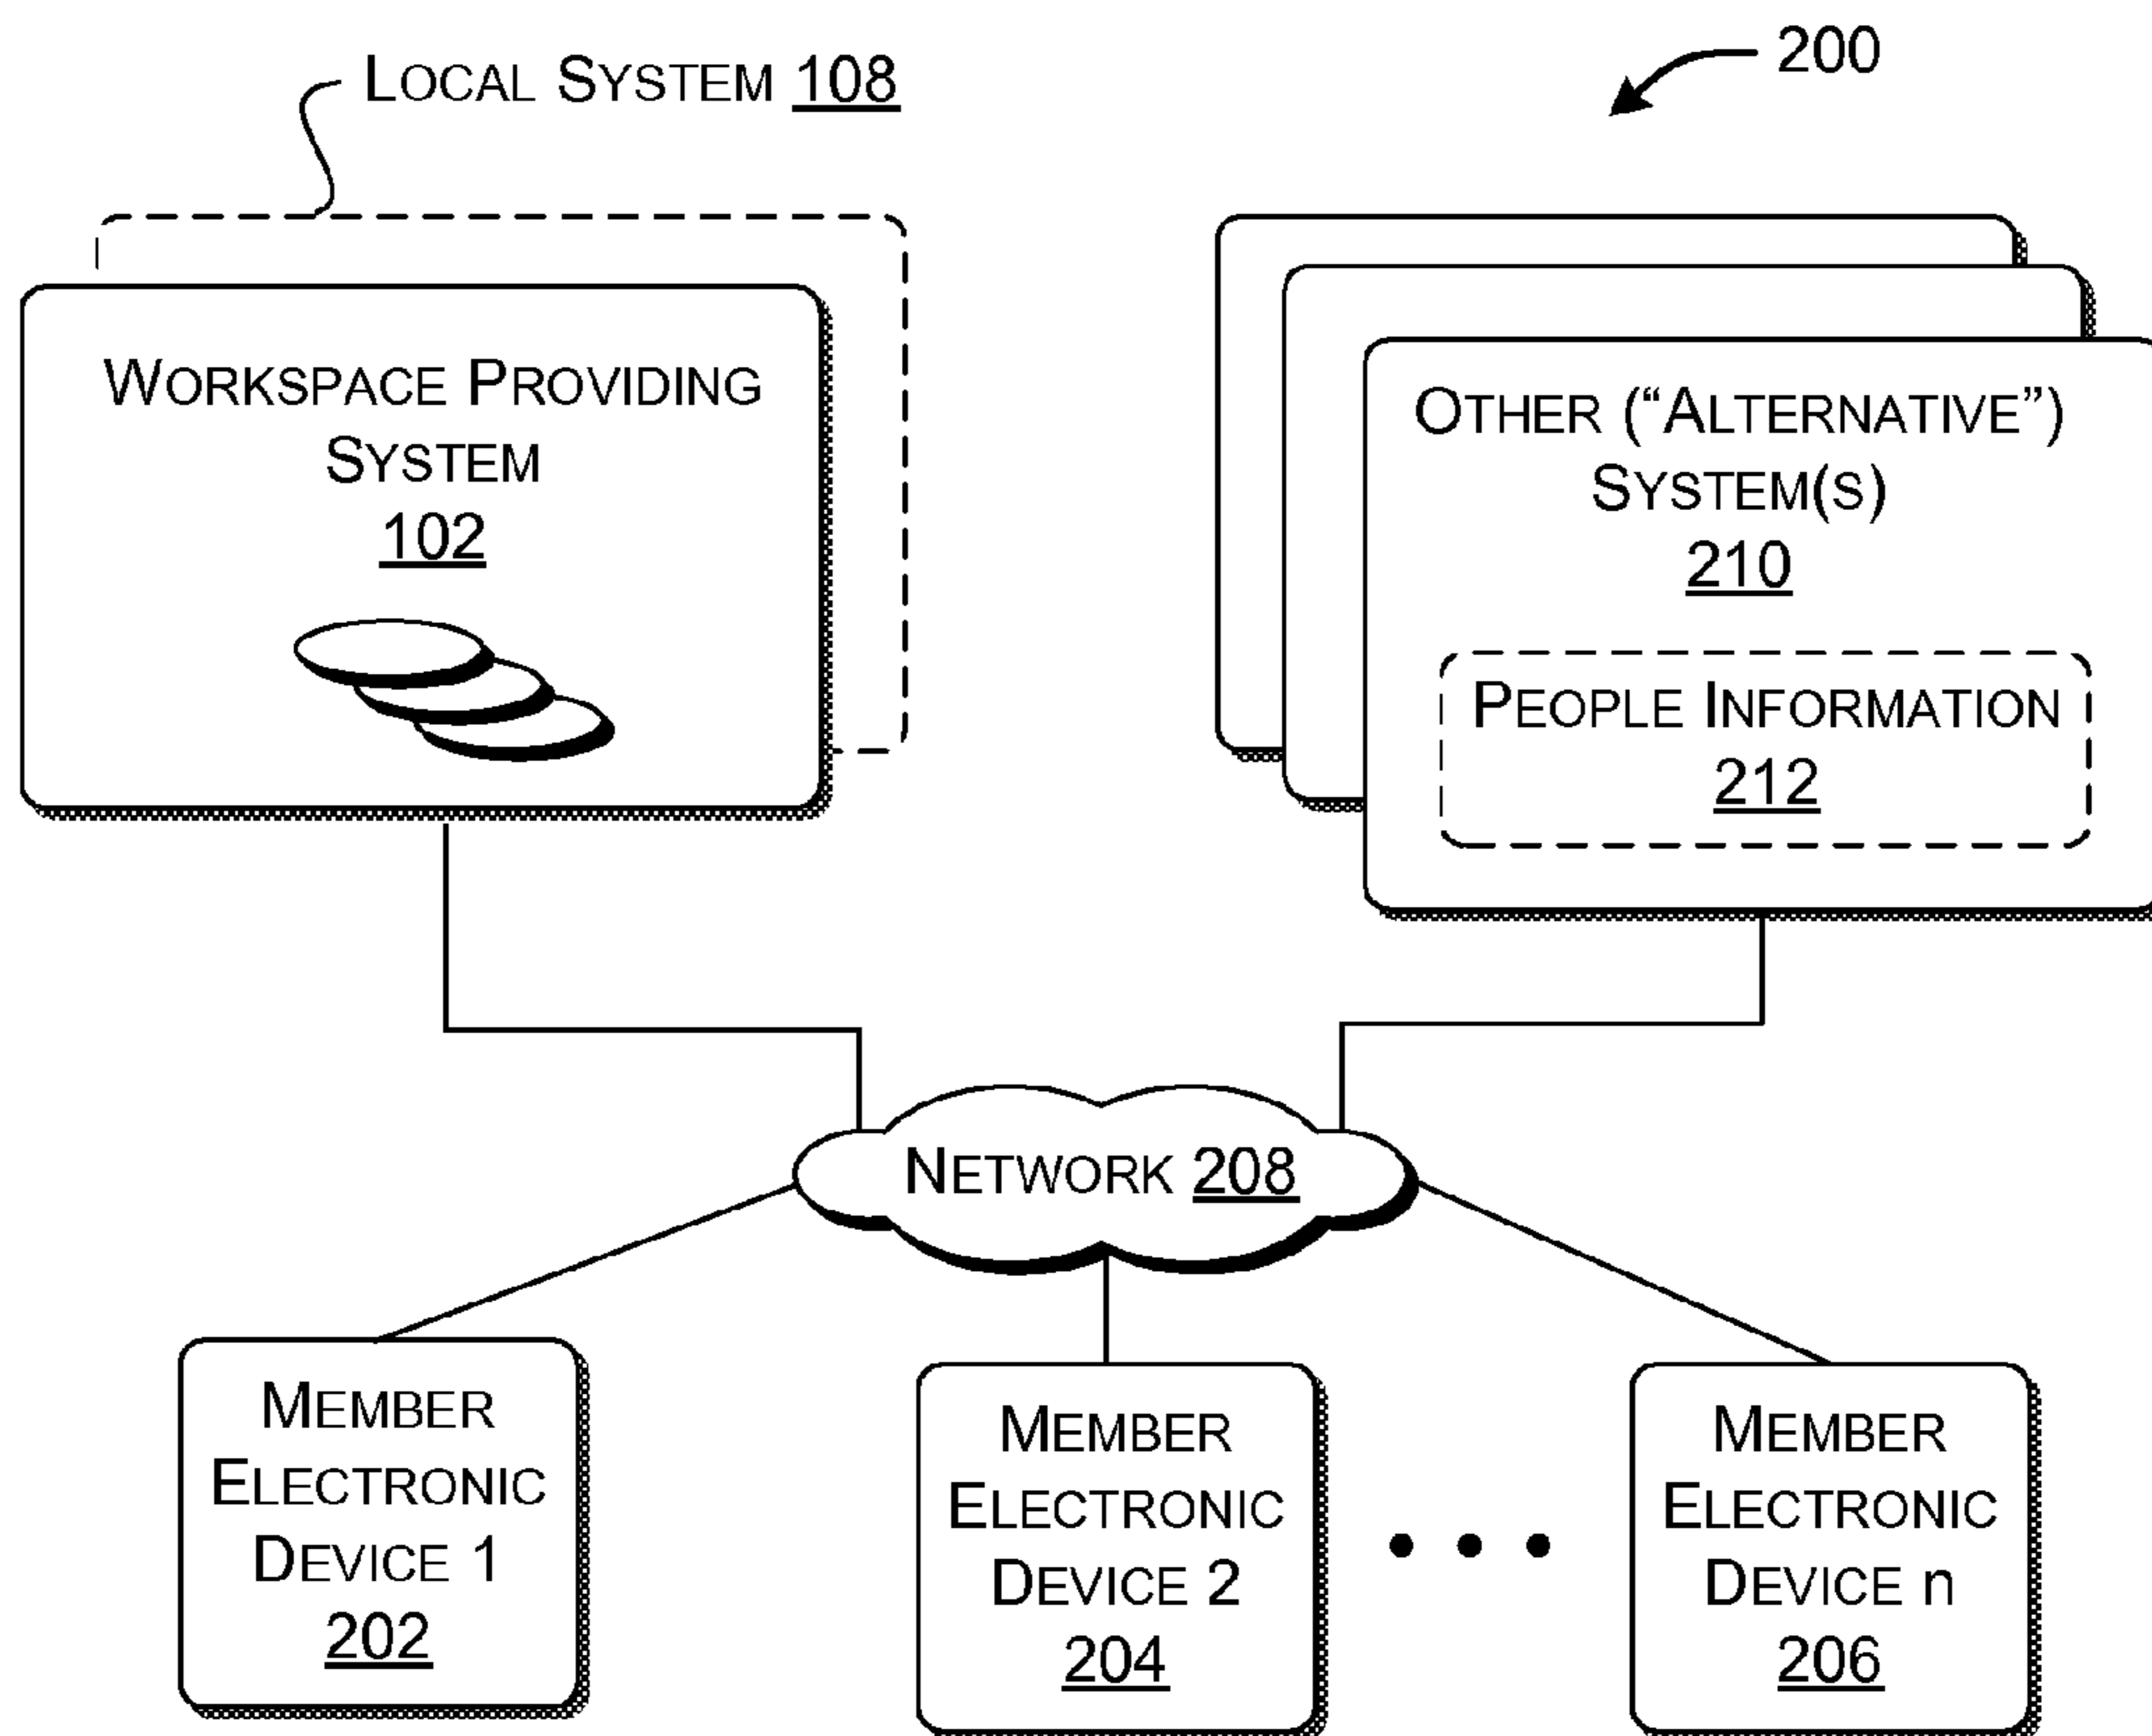 LOCAL SYSTEM 108
200
WORKSPACE PROVIDING
SYSTEM
102
OTHER (“ALTERNATIVE”)
SYSTEM(S)
210
PEOPLE INFORMATION
212
NETWORK 208
MEMBER
ELECTRONIC
DEVICE 1
202
MEMBER
ELECTRONIC
DEVICE 2
204
MEMBER
ELECTRONIC
DEVICE n
206